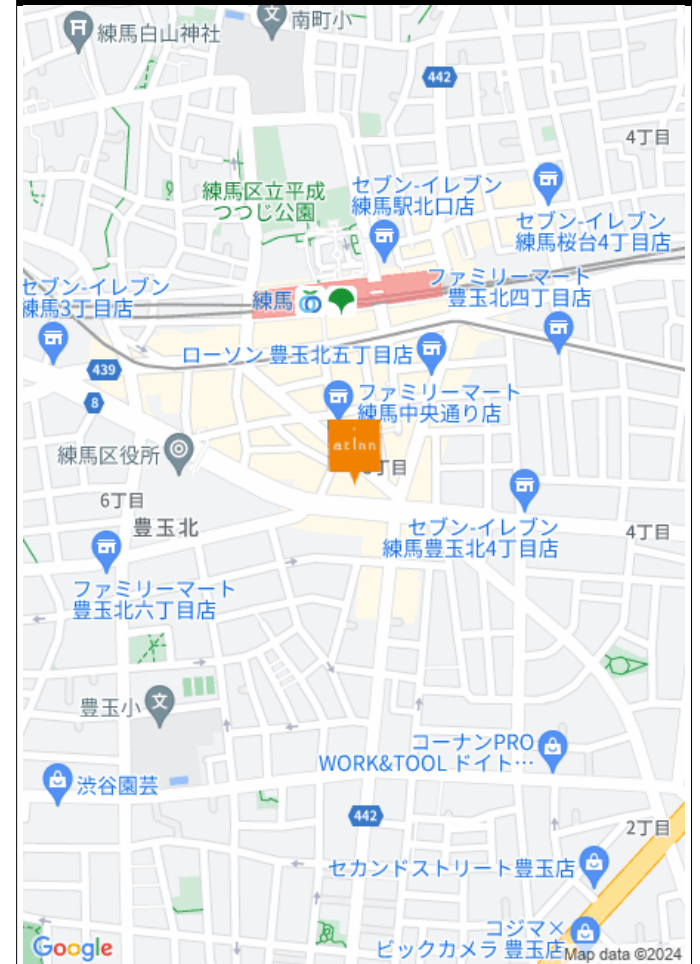 文
南町小
练馬白山神社
442
4丁目
練馬区立平成
つつじ公園
セブン-イレブン
練馬駅北口店
セブン-イレブン
練馬桜台4丁目店
セブン-イレブン
練馬3丁目店
練馬
ファミリーマート
豊玉北四丁目店
ローソン 豊玉北五丁目店
439
8
ファミリーマート
練馬中央通り店
at Inn
丁目
練馬区役所
6丁目
豊玉北
セブン-イレブン
練馬豊玉北4丁目店
4丁目
ファミリーマート
豊玉北六丁目店
豊玉小
文
コーナンPRO
WORK&TOOL ドイト…
渋谷園芸
442
2丁目
セカンドストリート豊玉店
コジマ×
ビックカメラ 豊玉店
Google
Map data ©2024